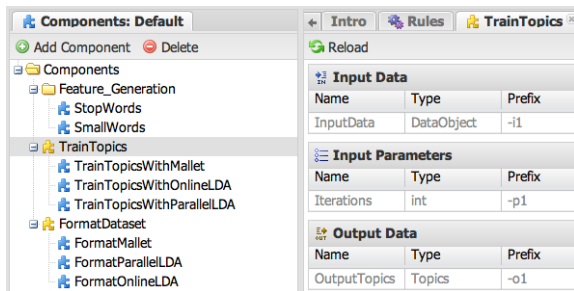 Components: Default
Add Component Delete
Components
Feature_Generation
StopWords
SmallWords
TrainTopics
TrainTopicsWithMallet
TrainTopicsWithOnlineLDA
TrainTopicsWithParallelLDA
FormatDataset
FormatMallet
FormatParallelLDA
FormatOnlineLDA
Intro Rules TrainTopics
Reload
IN Input Data
Name Type Prefix
InputData DataObject -i1
Input Parameters
Name Type Prefix
Iterations int -p1
OUT Output Data
Name Type Prefix
OutputTopics Topics -o1